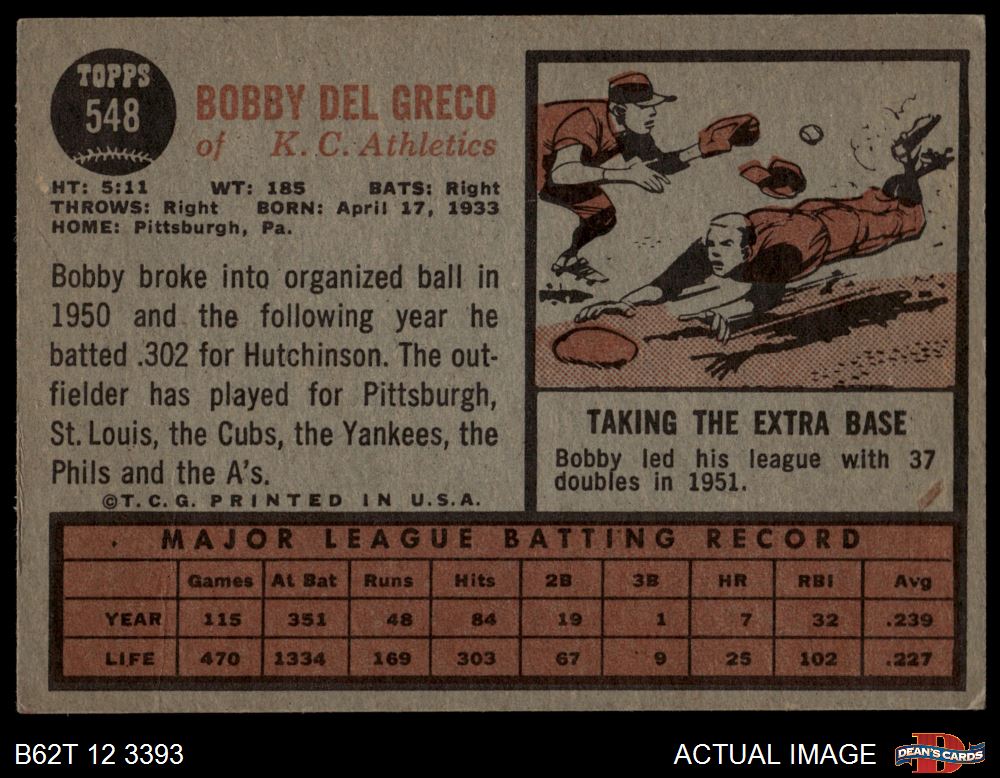 TOPPS
548
BOBBY DEL GRECO
of K. C. Athletics
HT: 5:11 WT: 185 BATS: Right
THROWS: Right BORN: April 17, 1933
HOME: Pittsburgh, Pa.
Bobby broke into organized ball in
1950 and the following year he
batted .302 for Hutchinson. The out-
fielder has played for Pittsburgh,
St. Louis, the Cubs, the Yankees, the
Phils and the A's.
©T. C. G. PRINTED IN U. S. A.
TAKING THE EXTRA BASE
Bobby led his league with 37
doubles in 1951.
MAJOR LEAGUE BATTING RECORD
Games At Bat Runs Hits 2B 3B HR RBI Avg
YEAR 115 351 48 84 19 1 7 32 .239
LIFE 470 1334 169 303 67 9 25 102 .227
B62T 12 3393
ACTUAL IMAGE
D
DEAN'S CARDS